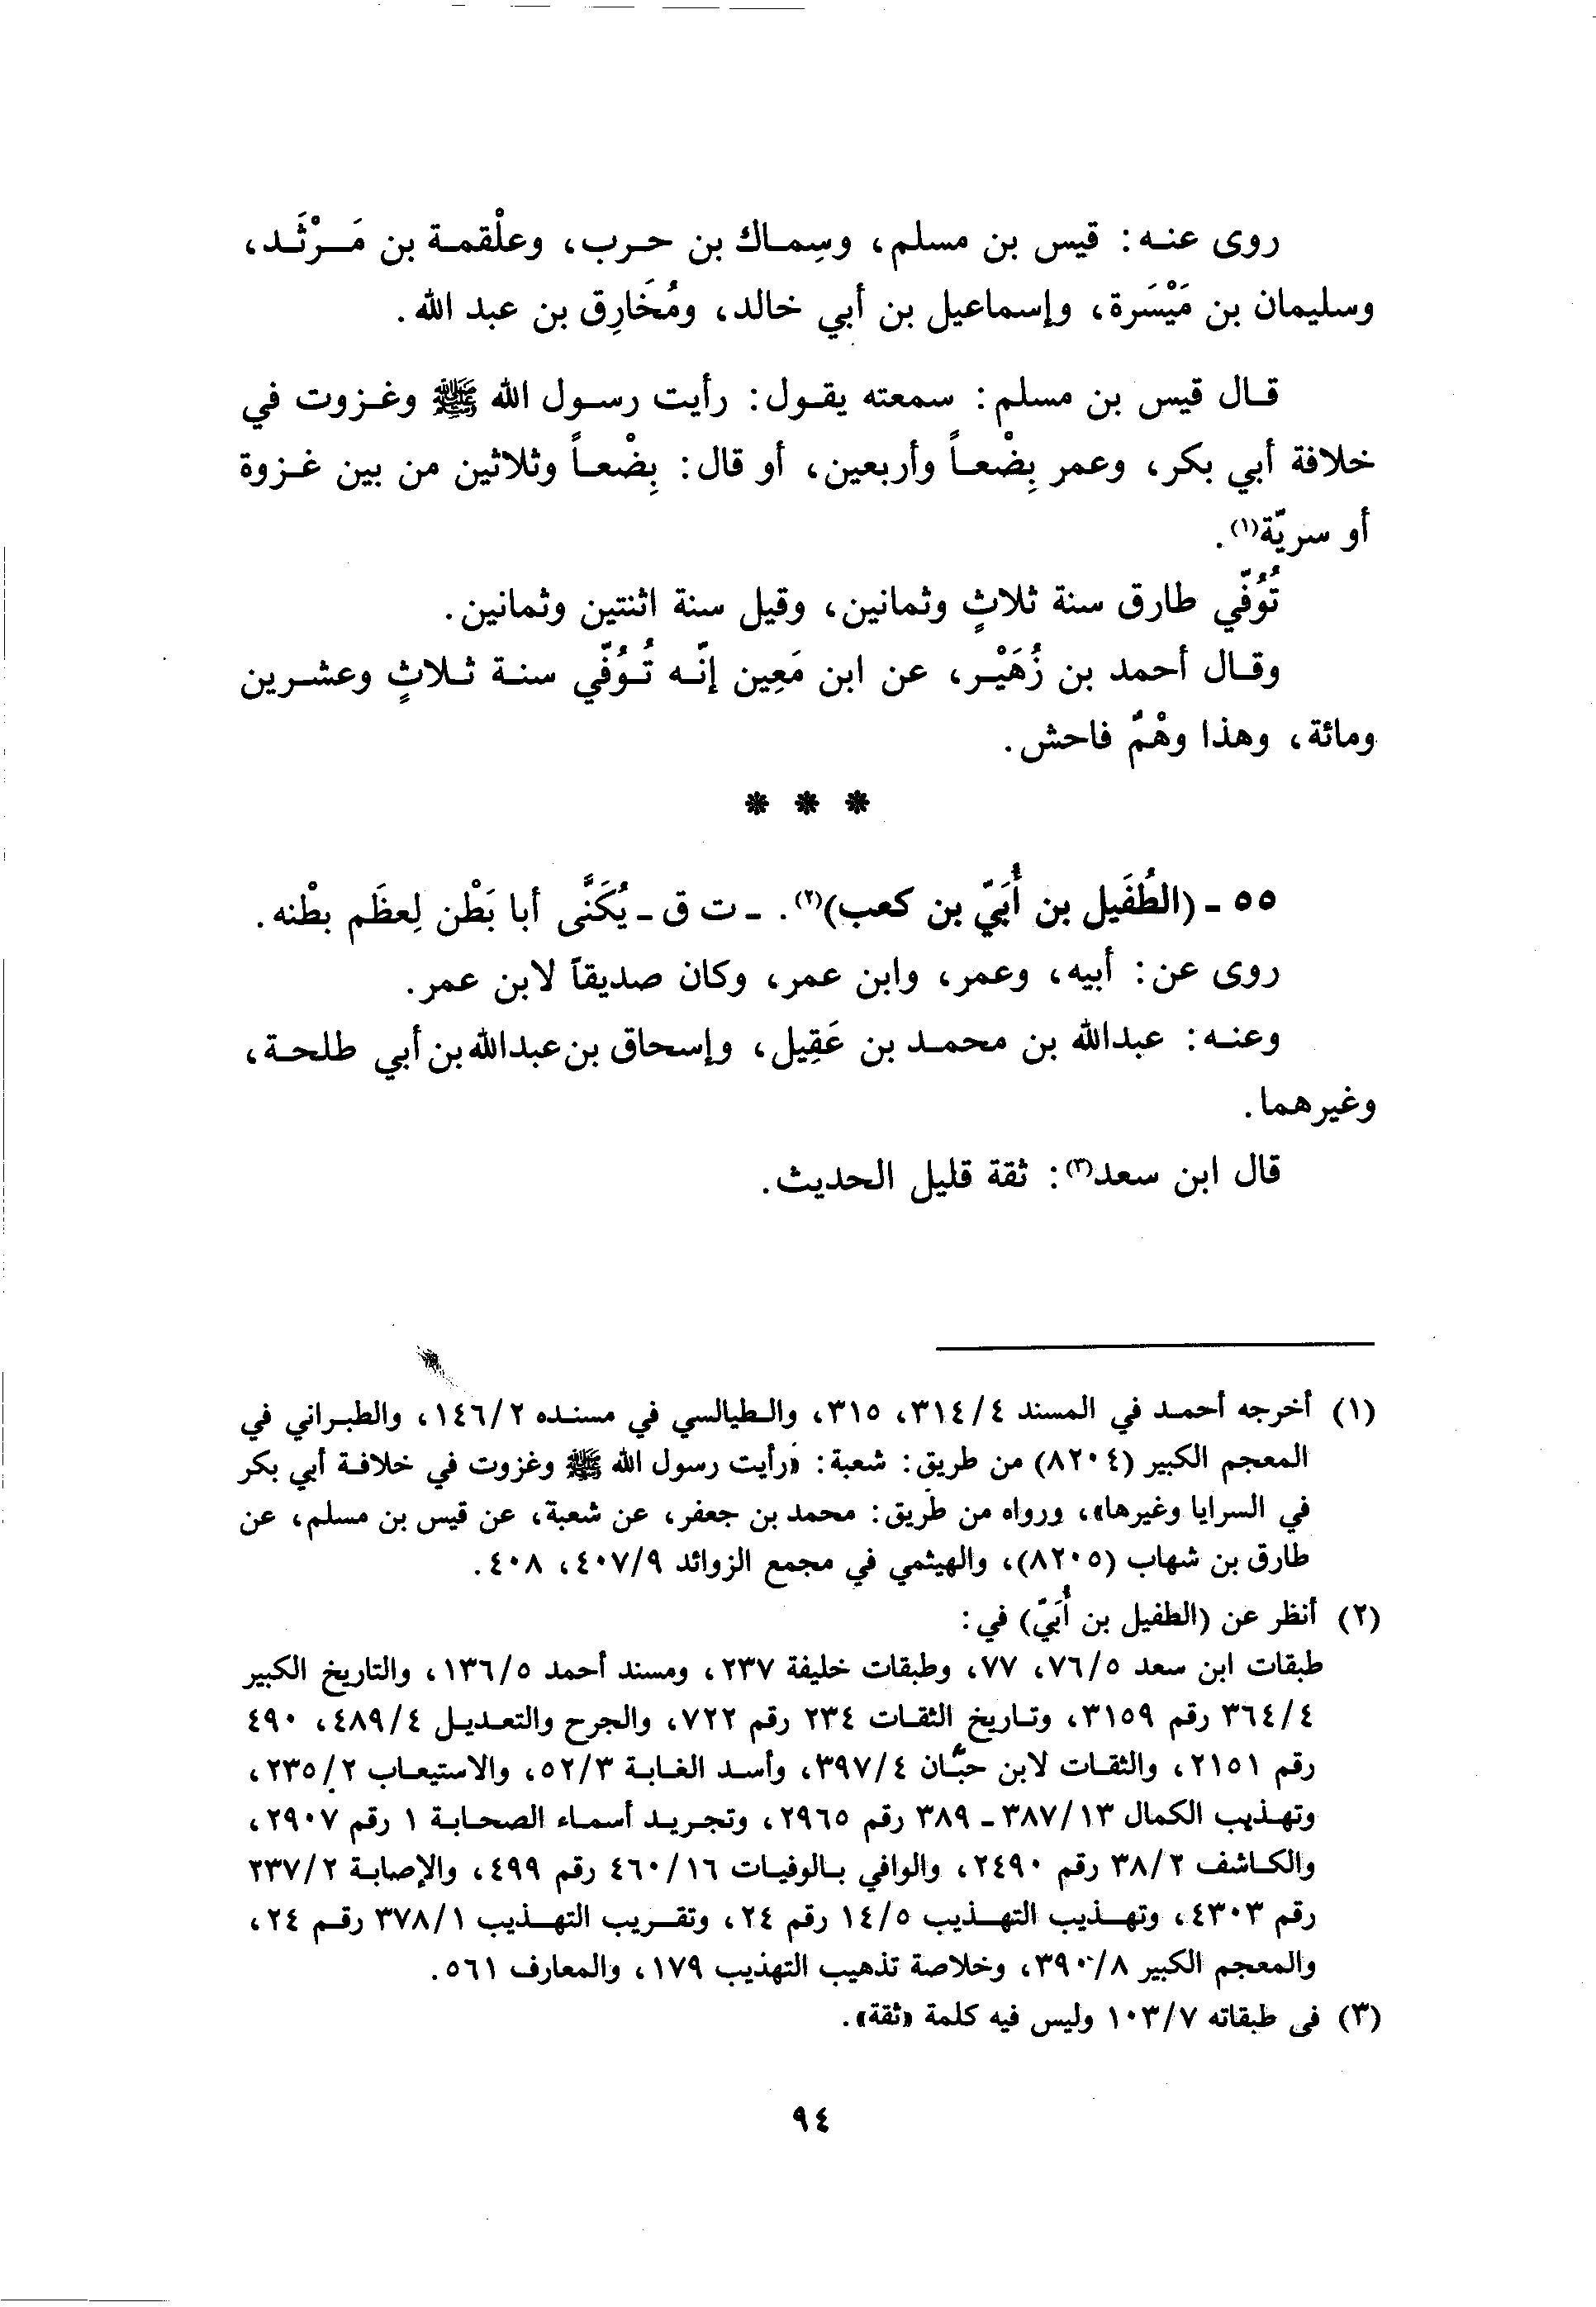 روى عنه: قيس بن مسلم، وسِماك بن حرب، وعلْقمة بن مَرْثَد،
وسليمان بن مَيْسَرة، وإسماعيل بن أبي خالد، ومُخَارِق بن عبد الله.
قال قيس بن مسلم: سمعته يقول: رأيت رسول الله ﷺ وغزوت في
خلافة أبي بكر، وعمر بِضْعاً وأربعين، أو قال: بِضْعاً وثلاثين من بين غزوة
أو سريّة(١).
تُوُفّي طارق سنة ثلاثٍ وثمانين، وقيل سنة اثنتين وثمانين.
وقال أحمد بن زُهَيْر، عن ابن مَعِين إنّه تُوُفّي سنة ثلاثٍ وعشرين
ومائة، وهذا وهْمٌ فاحش.
* * *
٥٥ - (الطُفَيل بن أُبَيّ بن كعب)(٢). - ت ق - يُكَنَّى أبا بَطْن لِعظَم بطْنه.
روى عن: أبيه، وعمر، وابن عمر، وكان صديقاً لابن عمر.
وعنه: عبدالله بن محمد بن عَقِيل، وإسحاق بن عبدالله بن أبي طلحة،
وغيرهما.
قال ابن سعد(٣): ثقة قليل الحديث.
(١) أخرجه أحمد في المسند ٣١٤/٤، ٣١٥، والطيالسي في مسنده ١٤٦/٢، والطبراني في
المعجم الكبير (٨٢٠٤) من طريق: شعبة: «رأيت رسول الله ﷺ وغزوت في خلافة أبي بكر
في السرايا وغيرها»، ورواه من طريق: محمد بن جعفر، عن شعبة، عن قيس بن مسلم، عن
طارق بن شهاب (٨٢٠٥)، والهيثمي في مجمع الزوائد ٤٠٧/٩، ٤٠٨.
(٢) أنظر عن (الطفيل بن أُبَيّ) في:
طبقات ابن سعد ٧٦/٥، ٧٧، وطبقات خليفة ٢٣٧، ومسند أحمد ١٣٦/٥، والتاريخ الكبير
٣٦٤/٤ رقم ٣١٥٩، وتاريخ الثقات ٢٣٤ رقم ٧٢٢، والجرح والتعديل ٤٨٩/٤، ٤٩٠
رقم ٢١٥١، والثقات لابن حبّان ٣٩٧/٤، وأسد الغابة ٥٢/٣، والاستيعاب ٢٣٥/٢،
وتهذيب الكمال ٣٨٧/١٣ - ٣٨٩ رقم ٢٩٦٥، وتجريد أسماء الصحابة ١ رقم ٢٩٠٧،
والكاشف ٣٨/٢ رقم ٢٤٩٠، والوافي بالوفيات ٤٦٠/١٦ رقم ٤٩٩، والإصابة ٢٣٧/٢
رقم ٤٣٠٣، وتهذيب التهذيب ١٤/٥ رقم ٢٤، وتقريب التهذيب ٣٧٨/١ رقم ٢٤،
والمعجم الكبير ٣٩٠/٨، وخلاصة تذهيب التهذيب ١٧٩، والمعارف ٥٦١.
(٣) في طبقاته ١٠٣/٧ وليس فيه كلمة «ثقة».
٩٤